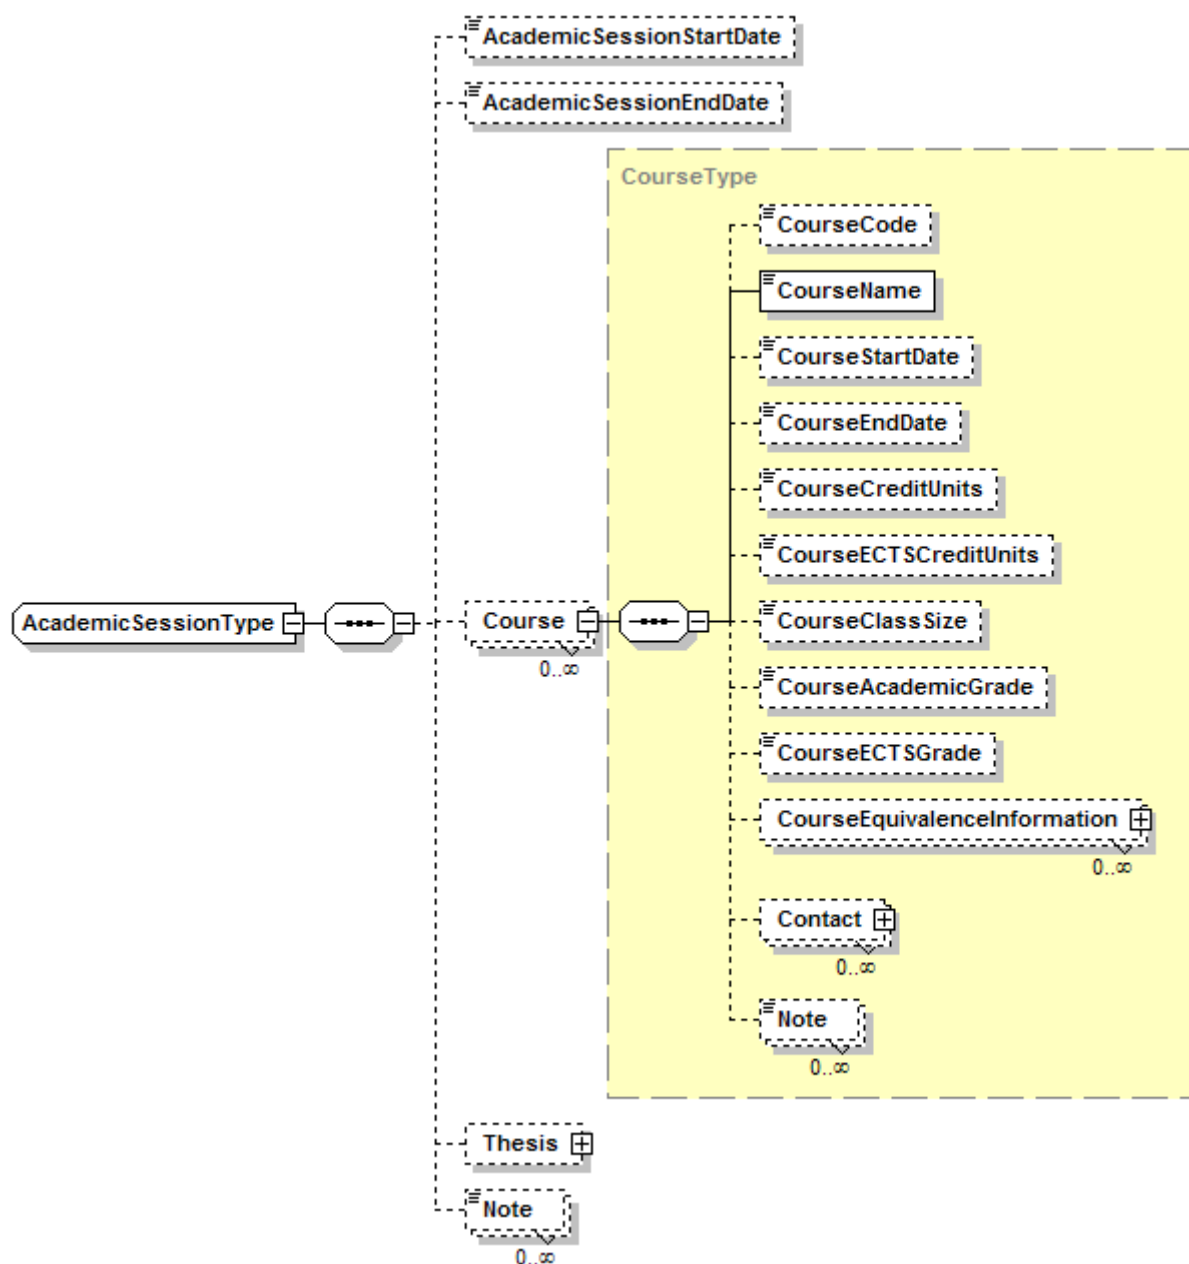 AcademicSessionStartDate
AcademicSessionEndDate
CourseType
CourseCode
CourseName
CourseStartDate
CourseEndDate
CourseCreditUnits
CourseECTSCreditUnits
AcademicSessionType
Course
0..∞
CourseClassSize
CourseAcademicGrade
CourseECTSGrade
CourseEquivalenceInformation
0..∞
Contact
0..∞
Note
0..∞
Thesis
Note
0..∞